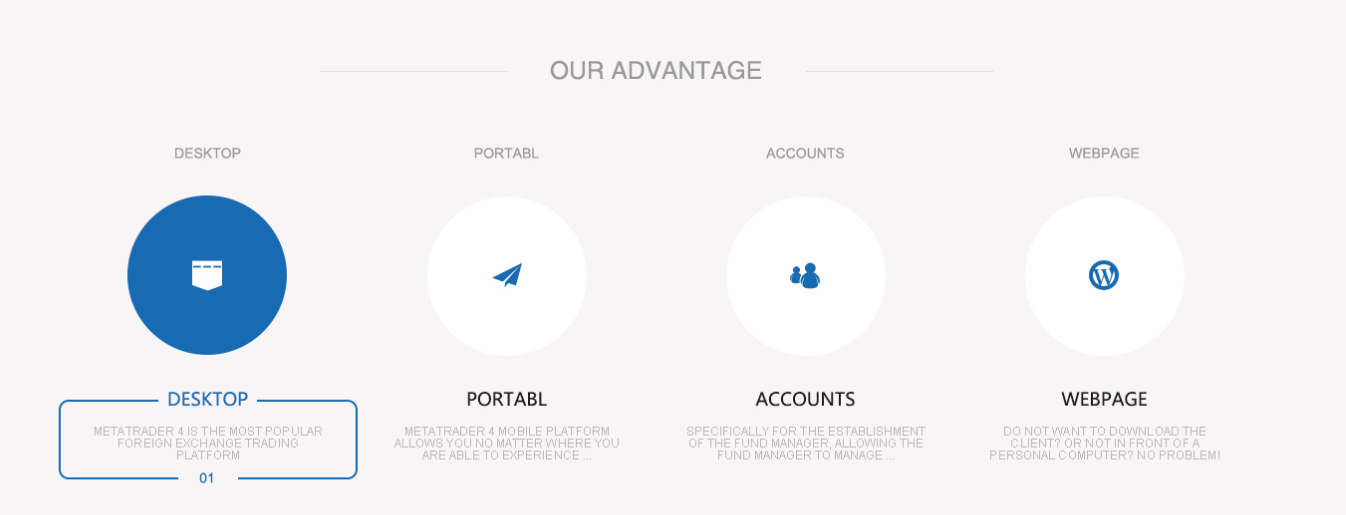 OUR ADVANTAGE
DESKTOP
PORTABL
ACCOUNTS
WEBPAGE
DESKTOP
METATRADER 4 IS THE MOST POPULAR
FOREIGN EXCHANGE TRADING
PLATFORM
01
PORTABL
METATRADER 4 MOBILE PLATFORM
ALLOWS YOU NO MATTER WHERE YOU
ARE ABLE TO EXPERIENCE ...
ACCOUNTS
SPECIFICALLY FOR THE ESTABLISHMENT
OF THE FUND MANAGER, ALLOWING THE
FUND MANAGER TO MANAGE ...
WEBPAGE
DO NOT WANT TO DOWNLOAD THE
CLIENT? OR NOT IN FRONT OF A
PERSONAL COMPUTER? NO PROBLEM!